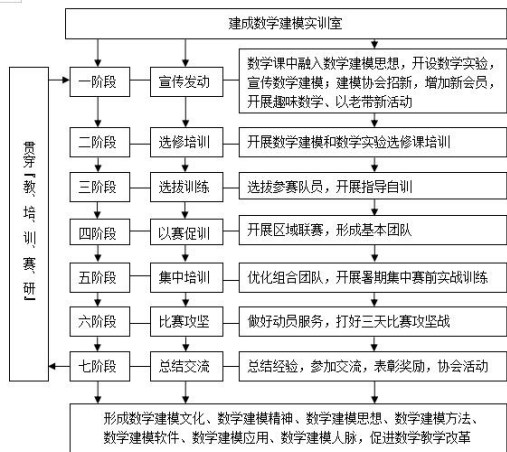 建成数学建模实训室
贯穿『教、培、训、赛、研』
一阶段
宣传发动
数学课中融入数学建模思想，开设数学实验，
宣传数学建模；建模协会招新，增加新会员，
开展趣味数学、以老带新活动
二阶段
选修培训
开展数学建模和数学实验选修课培训
三阶段
选拔训练
选拔参赛队员，开展指导自训
四阶段
以赛促训
开展区域联赛，形成基本团队
五阶段
集中培训
优化组合团队，开展暑期集中赛前实战训练
六阶段
比赛攻坚
做好动员服务，打好三天比赛攻坚战
七阶段
总结交流
总结经验，参加交流，表彰奖励，协会活动
形成数学建模文化、数学建模精神、数学建模思想、数学建模方法、
数学建模软件、数学建模应用、数学建模人脉，促进数学教学改革